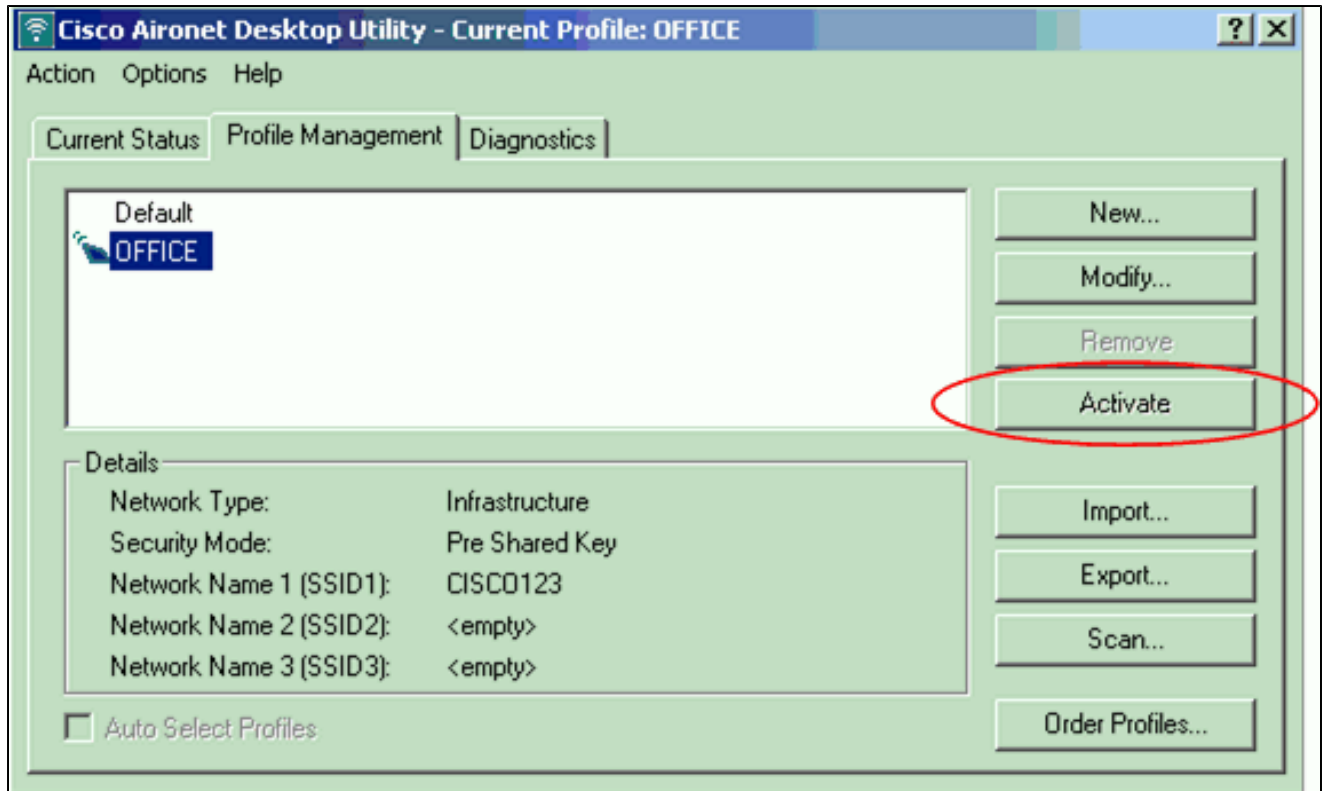 Cisco Aironet Desktop Utility - Current Profile: OFFICE
Action Options Help
Current Status Profile Management Diagnostics
Default
OFFICE
New...
Modify...
Remove
Activate
Details
Network Type: Infrastructure
Security Mode: Pre Shared Key
Network Name 1 (SSID1): CISCO123
Network Name 2 (SSID2): <empty>
Network Name 3 (SSID3): <empty>
Import...
Export...
Scan...
Auto Select Profiles
Order Profiles...